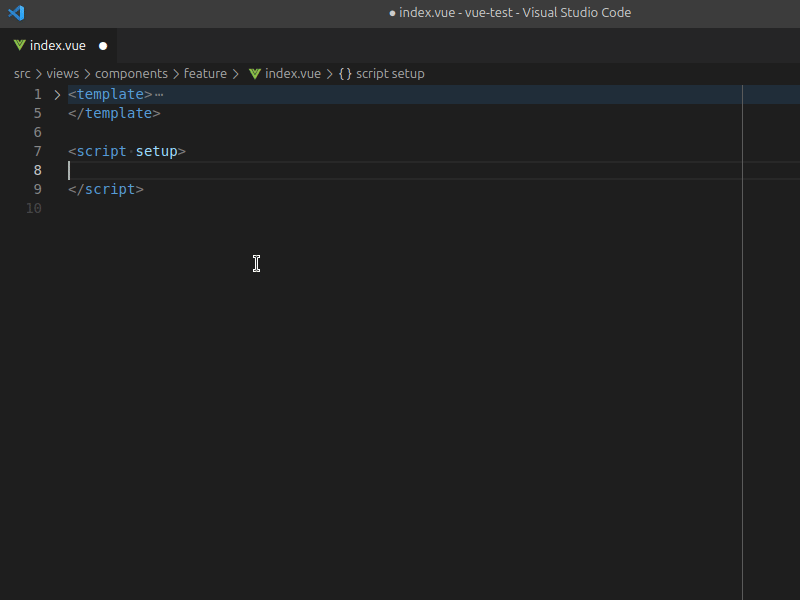 ● index.vue - vue-test - Visual Studio Code
index.vue ●
src > views > components > feature > index.vue > {} script setup
1 > <template>⋯
5 </template>
6
7 <script·setup>
8
9 </script>
10